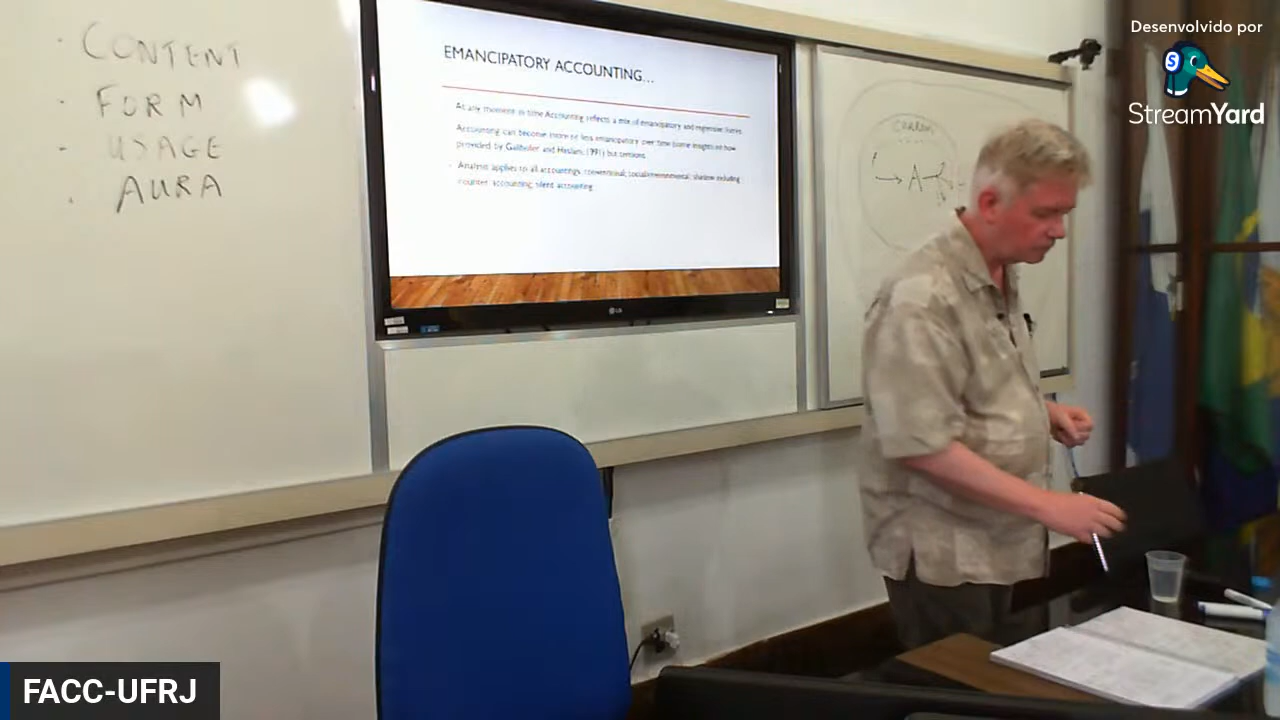 · CONTENT
· FORM
· USAGE
· AURA
EMANCIPATORY ACCOUNTING...
At any moment in time Accounting reflects a mix of emancipatory and regressive forces
Accounting can become more or less emancipatory over time (some insights on how
provided by Gallhofer and Haslam, 1991) but tensions
Analysis applies to all accountings, conventional; social/environmental; shadow including
counter accounting; silent accounting
LG
A
Desenvolvido por
S
StreamYard
FACC-UFRJ